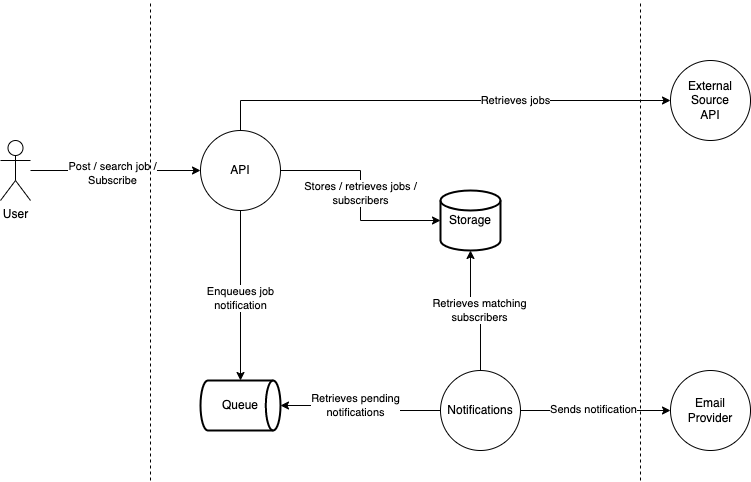 Retrieves jobs
External
Source
API
Post / search job /
Subscribe
API
User
Stores / retrieves jobs /
subscribers
Storage
Enqueues job
notification
Retrieves matching
subscribers
Queue
Retrieves pending
notifications
Notifications
Sends notification
Email
Provider